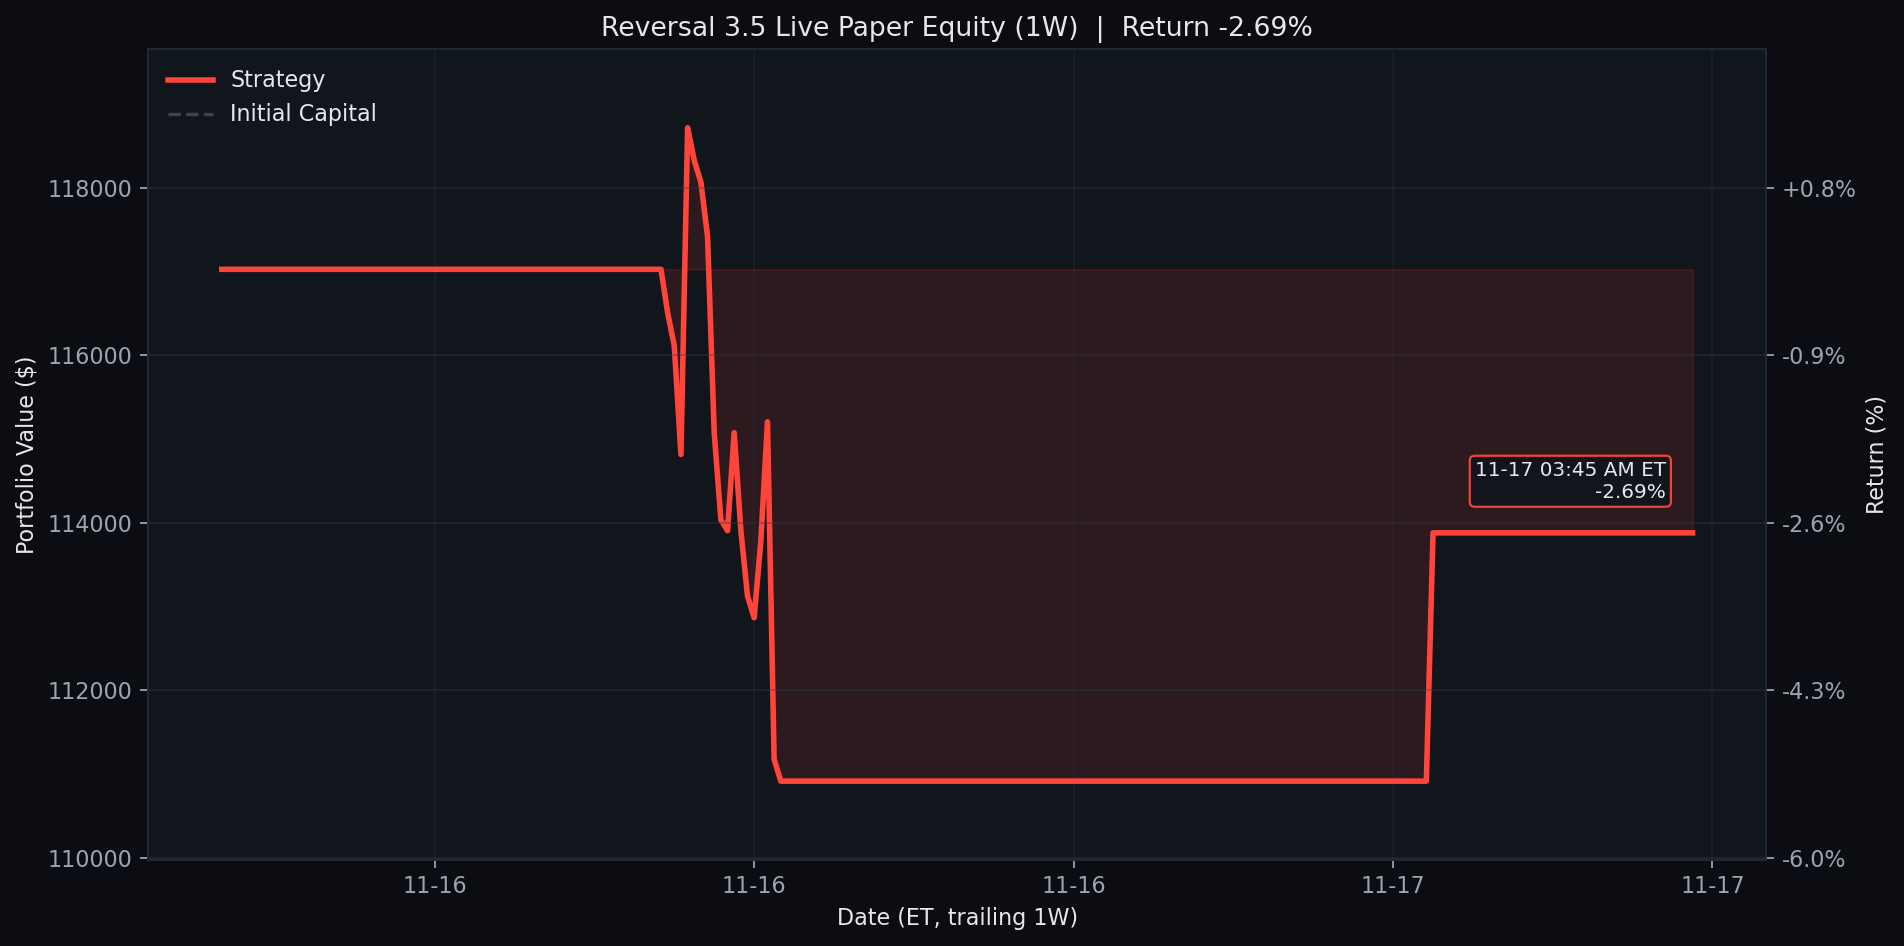 Reversal 3.5 Live Paper Equity (1W)  |  Return -2.69%
Strategy
Initial Capital
118000
116000
114000
112000
110000
Portfolio Value ($)
+0.8%
-0.9%
-2.6%
-4.3%
-6.0%
Return (%)
11-17 03:45 AM ET
-2.69%
11-16
11-16
11-16
11-17
11-17
Date (ET, trailing 1W)